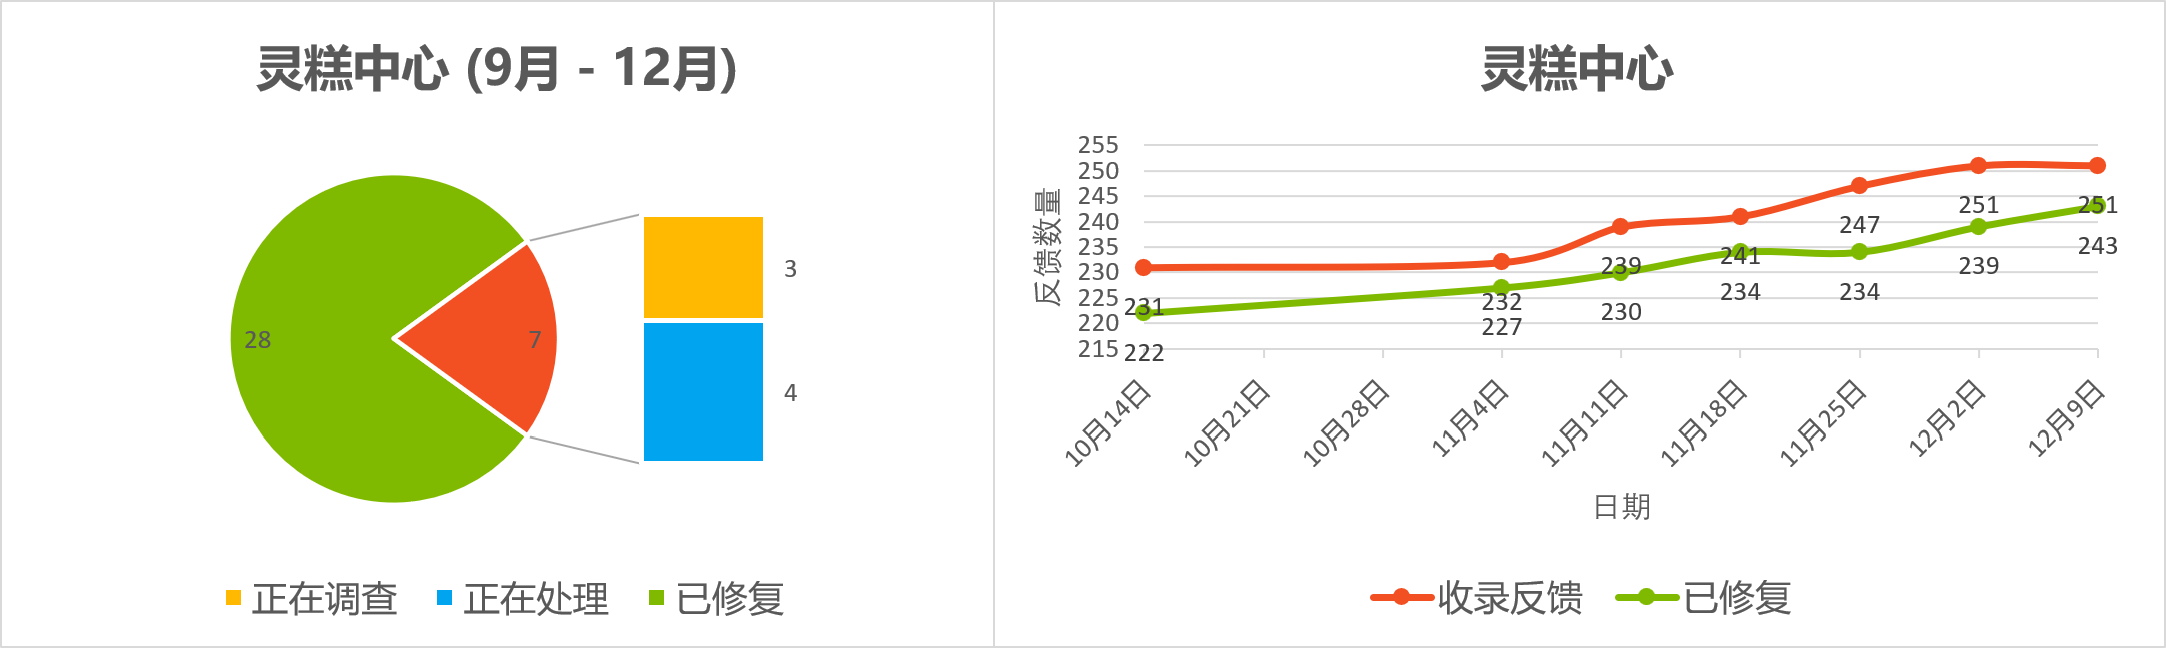 灵糕中心 (9月 - 12月)
28
7
3
4
正在调查
正在处理
已修复
灵糕中心
反馈数量
255
250
245
240
235
230
225
220
215
231
232
239
241
247
251
251
222
227
230
234
234
239
243
10月14日
10月21日
10月28日
11月4日
11月11日
11月18日
11月25日
12月2日
12月9日
日期
收录反馈
已修复